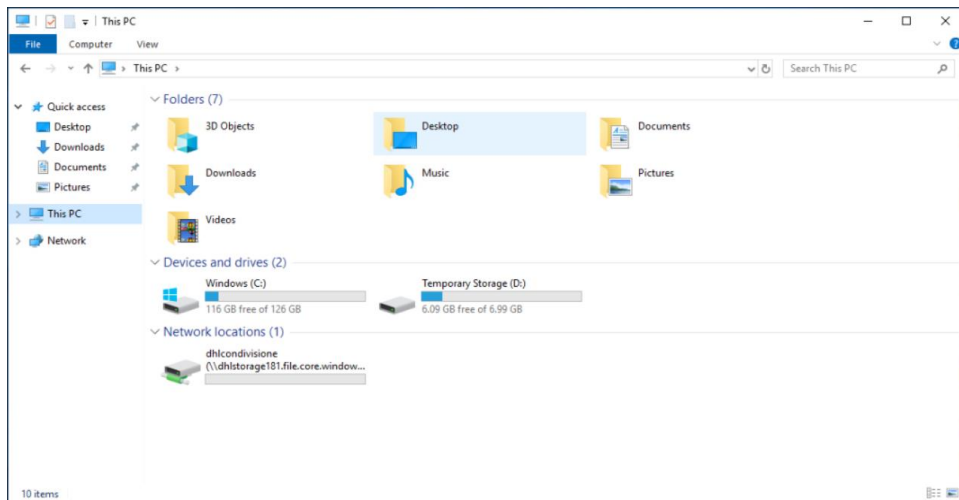 This PC
File Computer View
This PC
Search This PC
Quick access
Desktop
Downloads
Documents
Pictures
This PC
Network
Folders (7)
3D Objects
Desktop
Documents
Downloads
Music
Pictures
Videos
Devices and drives (2)
Windows (C:)
116 GB free of 126 GB
Temporary Storage (D:)
6.09 GB free of 6.99 GB
Network locations (1)
dhlcondivisione
(\\dhlstorage181.file.core.window...
10 items